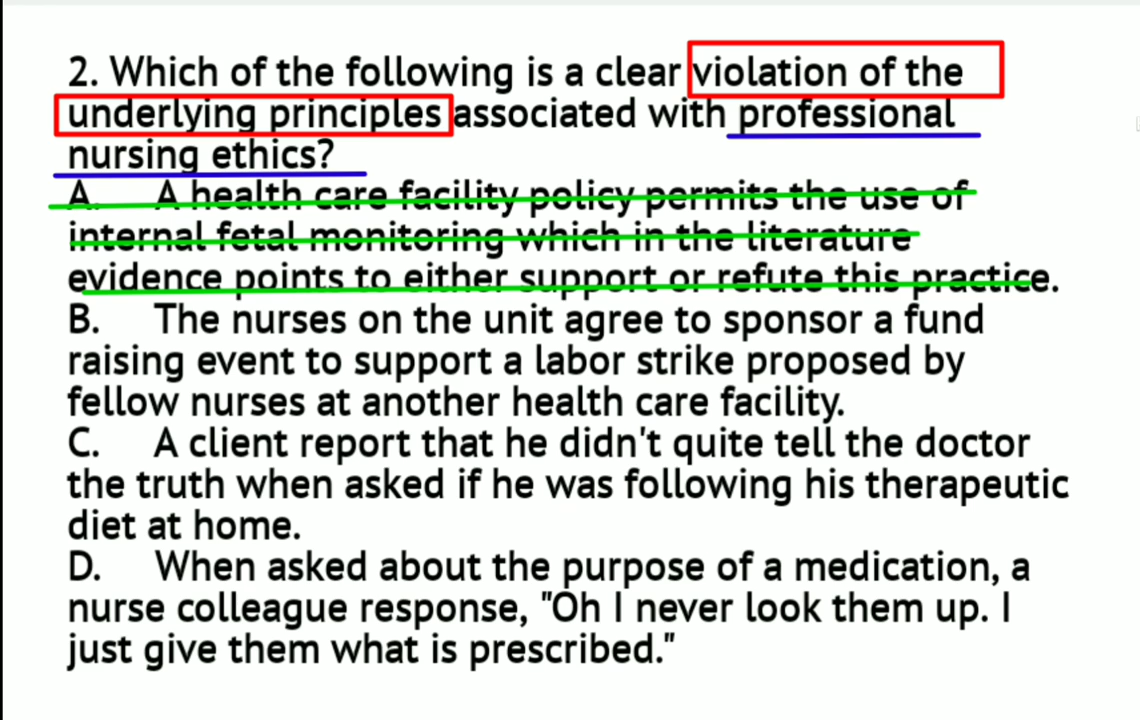 2. Which of the following is a clear violation of the
underlying principles associated with professional
nursing ethics?
A. A health care facility policy permits the use of
internal fetal monitoring which in the literature
evidence points to either support or refute this practice.
B. The nurses on the unit agree to sponsor a fund
raising event to support a labor strike proposed by
fellow nurses at another health care facility.
C. A client report that he didn't quite tell the doctor
the truth when asked if he was following his therapeutic
diet at home.
D. When asked about the purpose of a medication, a
nurse colleague response, "Oh I never look them up. I
just give them what is prescribed."